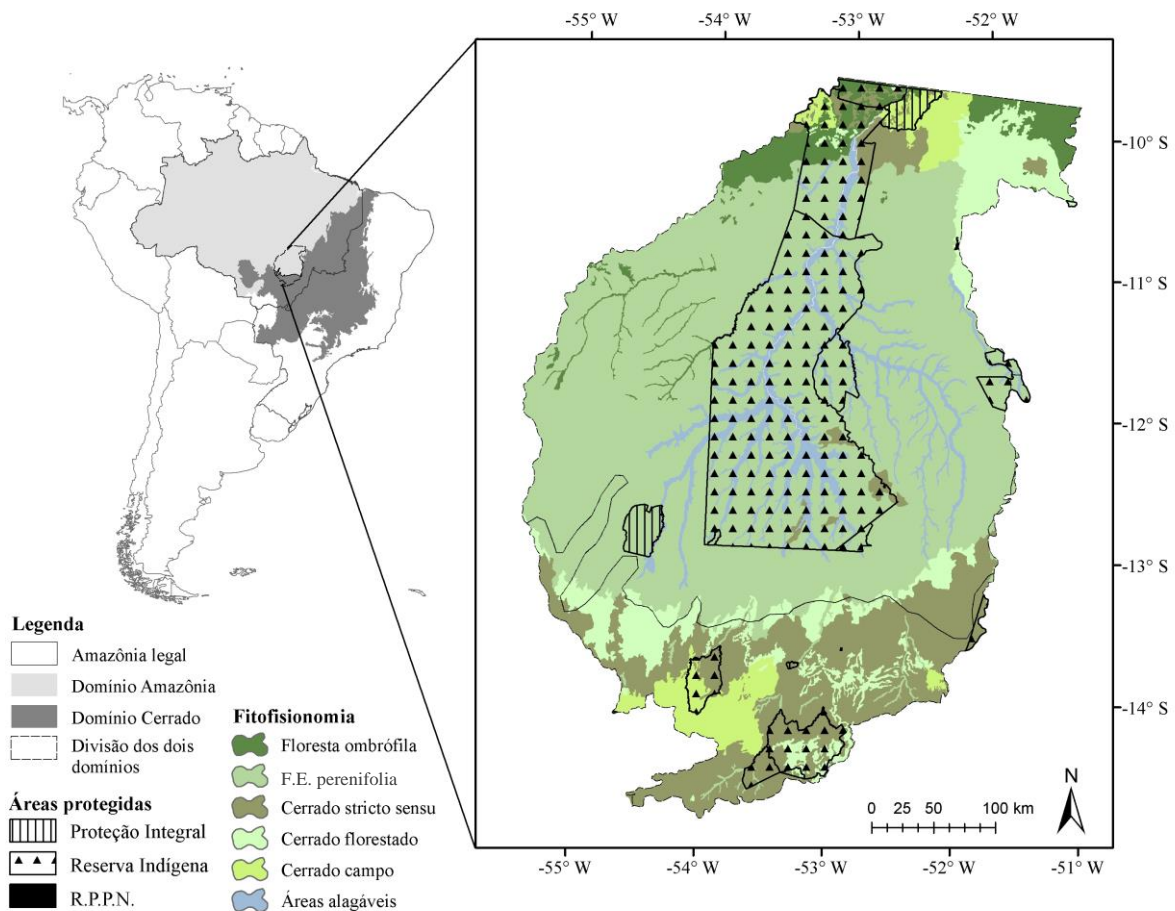 -55° W
-54° W
-53° W
-52° W
-10° S
-11° S
-12° S
-13° S
-14° S
N
0 25 50 100 km
-55° W
-54° W
-53° W
-52° W
-51° W
Legenda
Amazônia legal
Domínio Amazônia
Domínio Cerrado
Divisão dos dois
domínios
Áreas protegidas
Proteção Integral
Reserva Indígena
R.P.P.N.
Fitofisionomia
Floresta ombrófila
F.E. perenifolia
Cerrado stricto sensu
Cerrado florestado
Cerrado campo
Áreas alagáveis